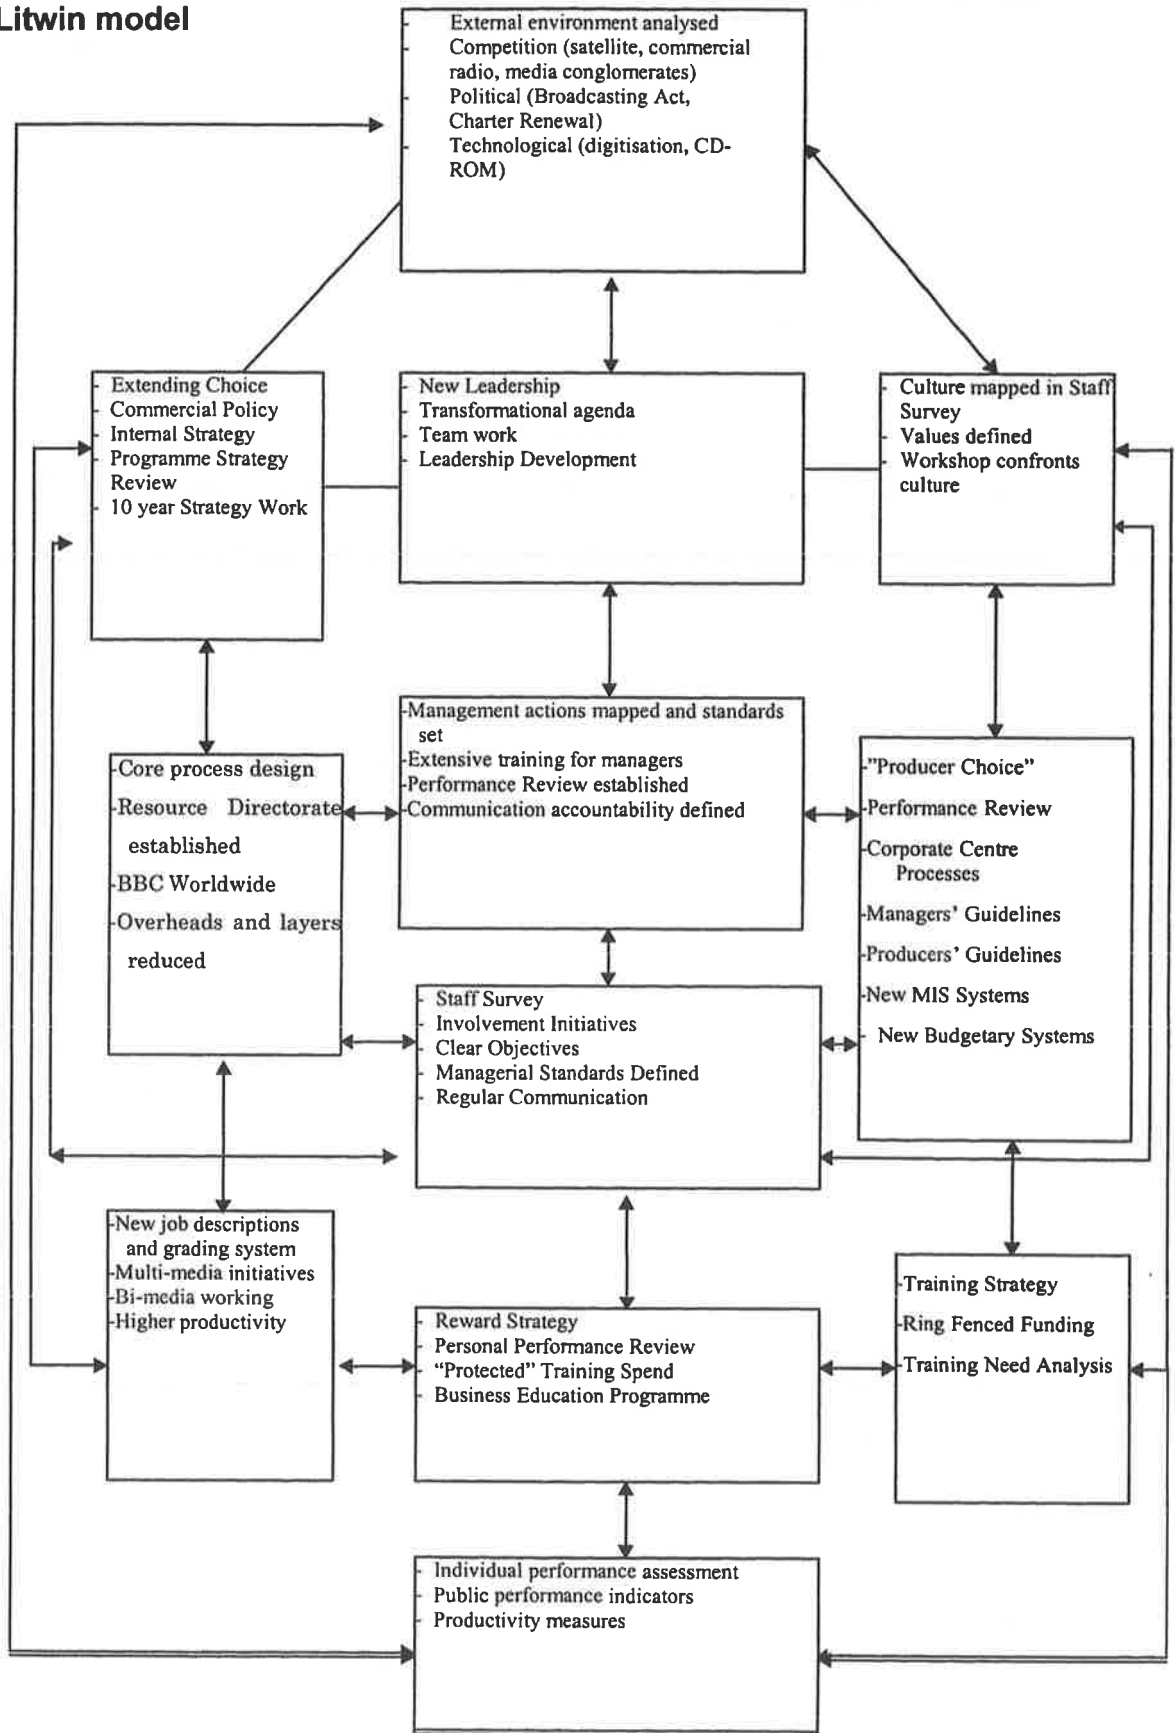 Litwin model
- External environment analysed
- Competition (satellite, commercial
radio, media conglomerates)
- Political (Broadcasting Act,
Charter Renewal)
- Technological (digitisation, CD-
ROM)
- Extending Choice
- Commercial Policy
- Internal Strategy
- Programme Strategy
Review
- 10 year Strategy Work
- New Leadership
- Transformational agenda
- Team work
- Leadership Development
- Culture mapped in Staff
Survey
- Values defined
- Workshop confronts
culture
-Core process design
-Resource Directorate
established
-BBC Worldwide
-Overheads and layers
reduced
-Management actions mapped and standards
set
-Extensive training for managers
-Performance Review established
-Communication accountability defined
-"Producer Choice"
-Performance Review
-Corporate Centre
Processes
-Managers' Guidelines
-Producers' Guidelines
-New MIS Systems
- New Budgetary Systems
- Staff Survey
- Involvement Initiatives
- Clear Objectives
- Managerial Standards Defined
- Regular Communication
-New job descriptions
and grading system
-Multi-media initiatives
-Bi-media working
-Higher productivity
- Reward Strategy
- Personal Performance Review
- "Protected" Training Spend
- Business Education Programme
-Training Strategy
-Ring Fenced Funding
-Training Need Analysis
- Individual performance assessment
- Public performance indicators
- Productivity measures